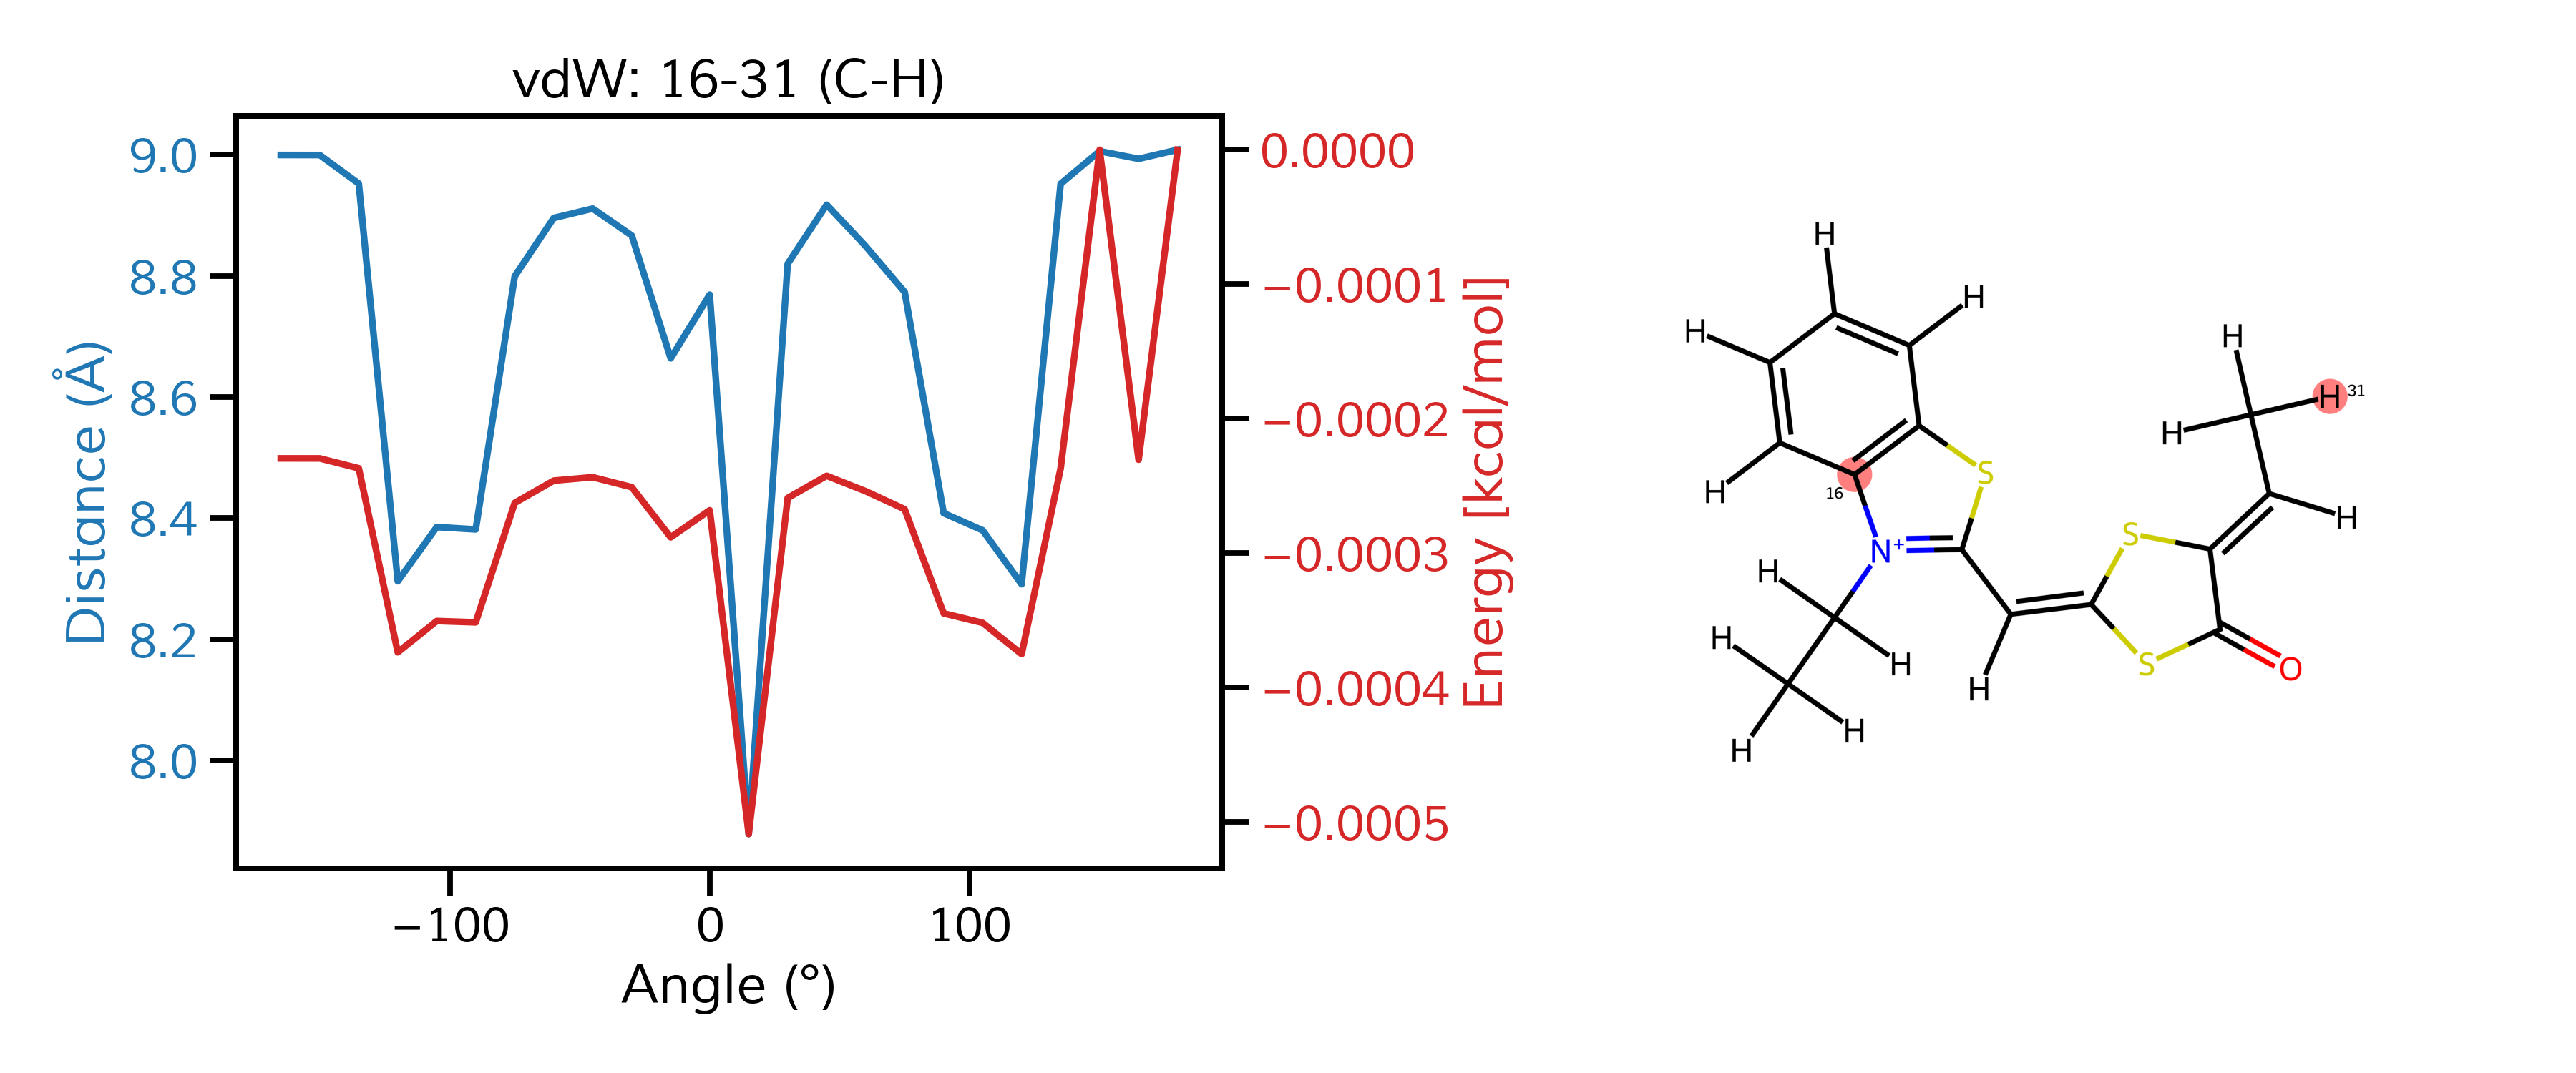 vdW: 16-31 (C-H)
9.0
8.8
8.6
8.4
8.2
8.0
Distance (Å)
0.0000
−0.0001
−0.0002
−0.0003
−0.0004
−0.0005
Energy [kcal/mol]
−100
0
100
Angle (°)
H
H
H
H
H
H 31
H
S
16
H
N+
S
H
H
H
H
S
O
H
H
H